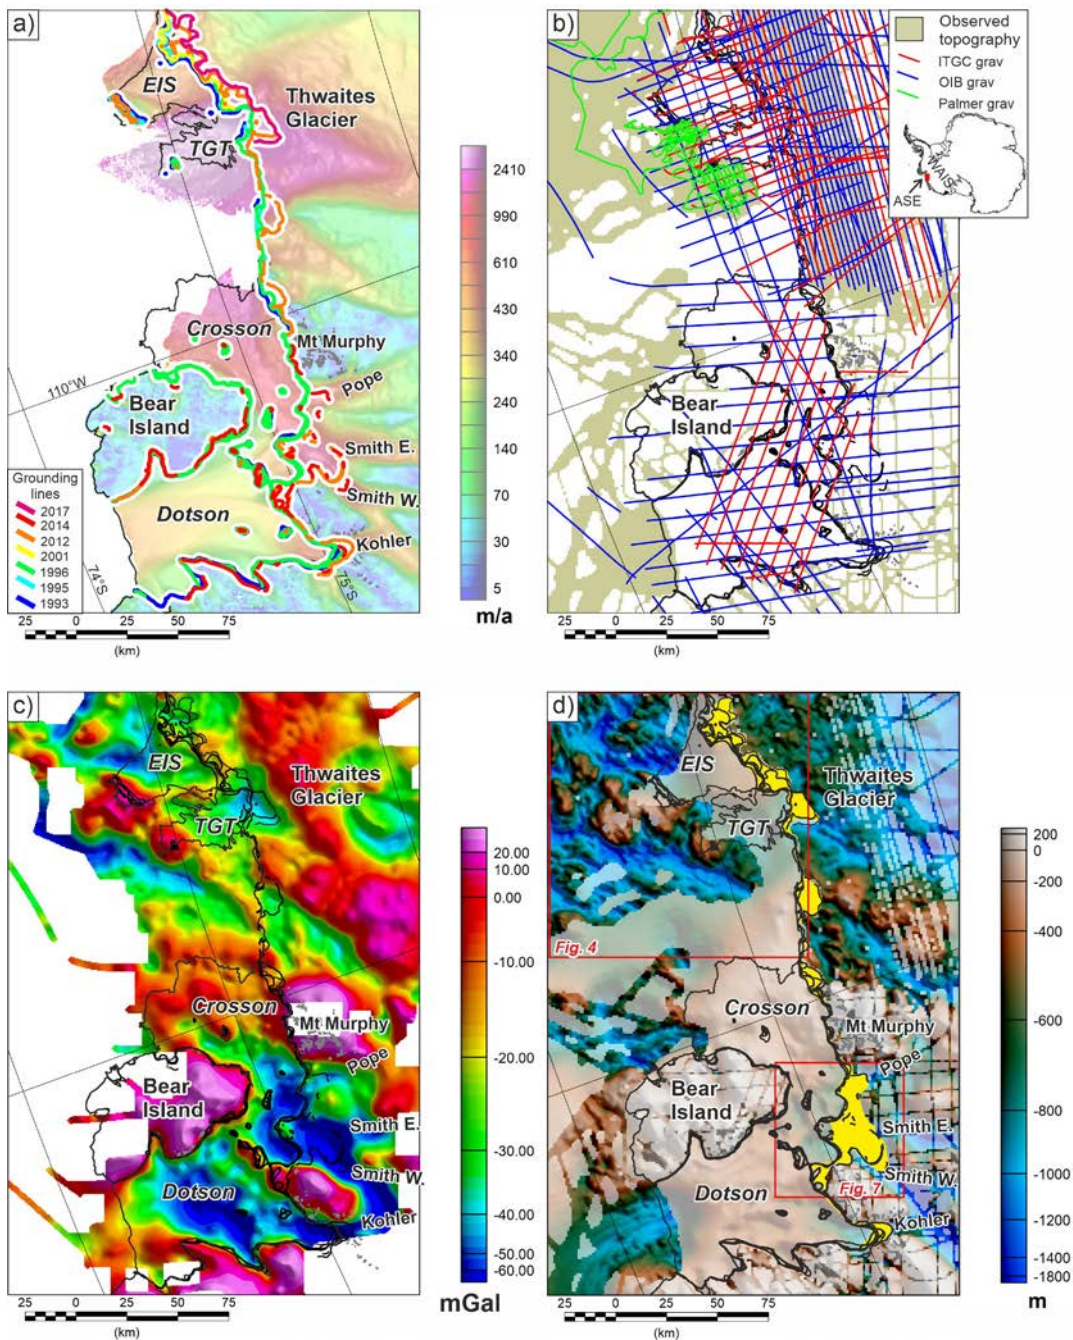 a)
EIS
Thwaites
Glacier
TGT
Crosson
Mt Murphy
110°W
Pope
Bear
Island
Smith E.
Smith W.
Dotson
Kohler
74°S
75°S
Grounding
lines
2017
2014
2012
2001
1996
1995
1993
2410
990
610
430
340
240
140
70
30
5
m/a
25 0 25 50 75
(km)
b)
Observed
topography
ITGC grav
OIB grav
Palmer grav
WAIS
ASE
Bear
Island
25 0 25 50 75
(km)
c)
EIS
Thwaites
Glacier
TGT
Crosson
Mt Murphy
Pope
Bear
Island
Smith E.
Smith W.
Dotson
Kohler
20.00
10.00
0.00
-10.00
-20.00
-30.00
-40.00
-50.00
-60.00
mGal
25 0 25 50 75
(km)
d)
EIS
Thwaites
Glacier
TGT
Fig. 4
Crosson
Mt Murphy
Pope
Bear
Island
Smith E.
Smith W.
Fig. 7
Dotson
Kohler
200
0
-200
-400
-600
-800
-1000
-1200
-1400
-1800
m
25 0 25 50 75
(km)